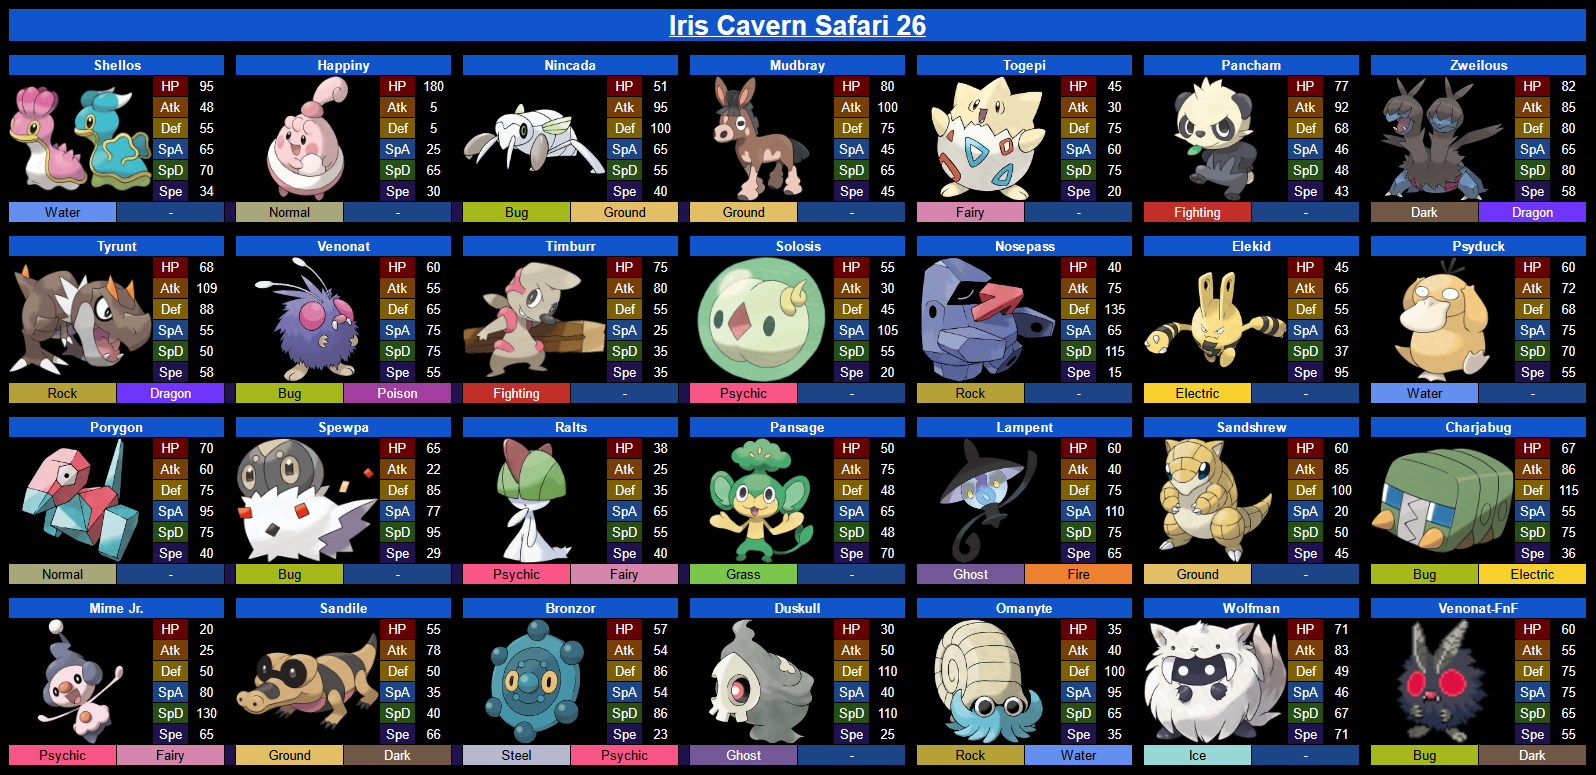 Iris Cavern Safari 26
Shellos
HP 95
Atk 48
Def 55
SpA 65
SpD 70
Spe 34
Water -
Happiny
HP 180
Atk 5
Def 5
SpA 25
SpD 65
Spe 30
Normal -
Nincada
HP 51
Atk 95
Def 100
SpA 65
SpD 55
Spe 40
Bug Ground
Mudbray
HP 80
Atk 100
Def 75
SpA 45
SpD 65
Spe 45
Ground -
Togepi
HP 45
Atk 30
Def 75
SpA 60
SpD 75
Spe 20
Fairy -
Pancham
HP 77
Atk 92
Def 68
SpA 46
SpD 48
Spe 43
Fighting -
Zweilous
HP 82
Atk 85
Def 80
SpA 65
SpD 80
Spe 58
Dark Dragon
Tyrunt
HP 68
Atk 109
Def 88
SpA 55
SpD 50
Spe 58
Rock Dragon
Venonat
HP 60
Atk 55
Def 65
SpA 75
SpD 75
Spe 55
Bug Poison
Timburr
HP 75
Atk 80
Def 55
SpA 25
SpD 35
Spe 35
Fighting -
Solosis
HP 55
Atk 30
Def 45
SpA 105
SpD 55
Spe 20
Psychic -
Nosepass
HP 40
Atk 75
Def 135
SpA 65
SpD 115
Spe 15
Rock -
Elekid
HP 45
Atk 65
Def 55
SpA 63
SpD 37
Spe 95
Electric -
Psyduck
HP 60
Atk 72
Def 68
SpA 75
SpD 70
Spe 55
Water -
Porygon
HP 70
Atk 60
Def 75
SpA 95
SpD 75
Spe 40
Normal -
Spewpa
HP 65
Atk 22
Def 85
SpA 77
SpD 95
Spe 29
Bug -
Ralts
HP 38
Atk 25
Def 35
SpA 65
SpD 55
Spe 40
Psychic Fairy
Pansage
HP 50
Atk 75
Def 48
SpA 65
SpD 48
Spe 70
Grass -
Lampent
HP 60
Atk 40
Def 75
SpA 110
SpD 75
Spe 65
Ghost Fire
Sandshrew
HP 60
Atk 85
Def 100
SpA 20
SpD 50
Spe 45
Ground -
Charjabug
HP 67
Atk 86
Def 115
SpA 55
SpD 75
Spe 36
Bug Electric
Mime Jr.
HP 20
Atk 25
Def 50
SpA 80
SpD 130
Spe 65
Psychic Fairy
Sandile
HP 55
Atk 78
Def 50
SpA 35
SpD 40
Spe 66
Ground Dark
Bronzor
HP 57
Atk 54
Def 86
SpA 54
SpD 86
Spe 23
Steel Psychic
Duskull
HP 30
Atk 50
Def 110
SpA 40
SpD 110
Spe 25
Ghost -
Omanyte
HP 35
Atk 40
Def 100
SpA 95
SpD 65
Spe 35
Rock Water
Wolfman
HP 71
Atk 83
Def 49
SpA 46
SpD 67
Spe 71
Ice -
Venonat-FnF
HP 60
Atk 55
Def 75
SpA 75
SpD 65
Spe 55
Bug Dark